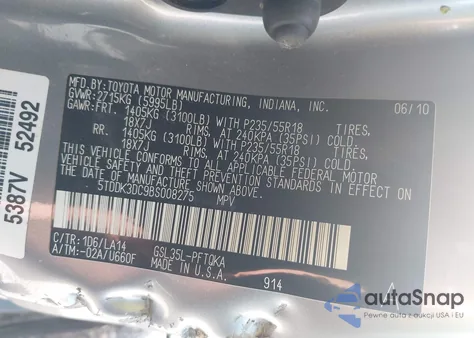 MFD. BY: TOYOTA MOTOR MANUFACTURING, INDIANA, INC. 06/10
GVWR: 2715KG (5995LB)
GAWR: FRT. 1405KG (3100LB) WITH P235/55R18 TIRES,
18X7J RIMS, AT 240KPA (35PSI) COLD
RR. 1405KG (3100LB) WITH P235/55R18 TIRES,
18X7J RIMS, AT 240KPA (35PSI) COLD
THIS VEHICLE CONFORMS TO ALL APPLICABLE FEDERAL MOTOR
VEHICLE SAFETY AND THEFT PREVENTION STANDARDS IN EFFECT ON
THE DATE OF MANUFACTURE SHOWN ABOVE.
5TDDK3DC9BS008275 MPV
C/TR: 1D6/LA14 GSL35L-PFTQKA
A/TM:-02A/U660F MADE IN U.S.A. 914
5387V 52492
autoSnap
Pewne auta z USA i EU